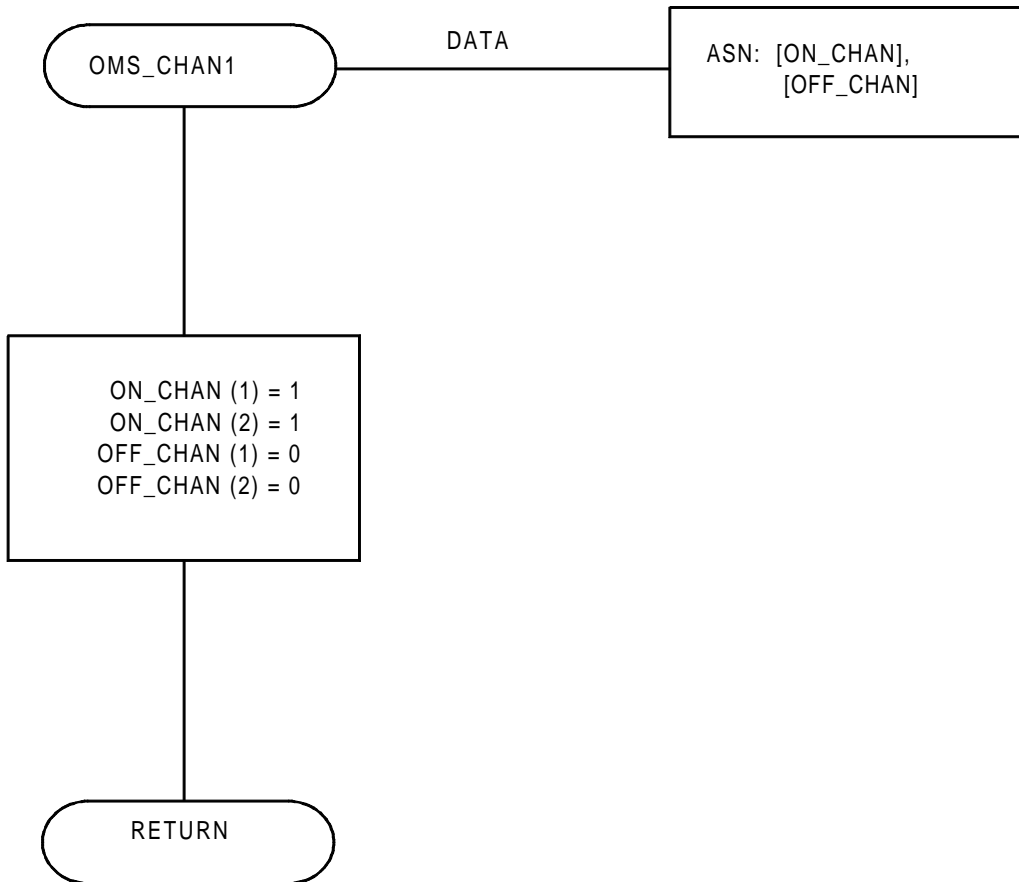 OMS_CHAN1
DATA
ASN: [ON_CHAN],
[OFF_CHAN]
ON_CHAN (1) = 1
ON_CHAN (2) = 1
OFF_CHAN (1) = 0
OFF_CHAN (2) = 0
RETURN